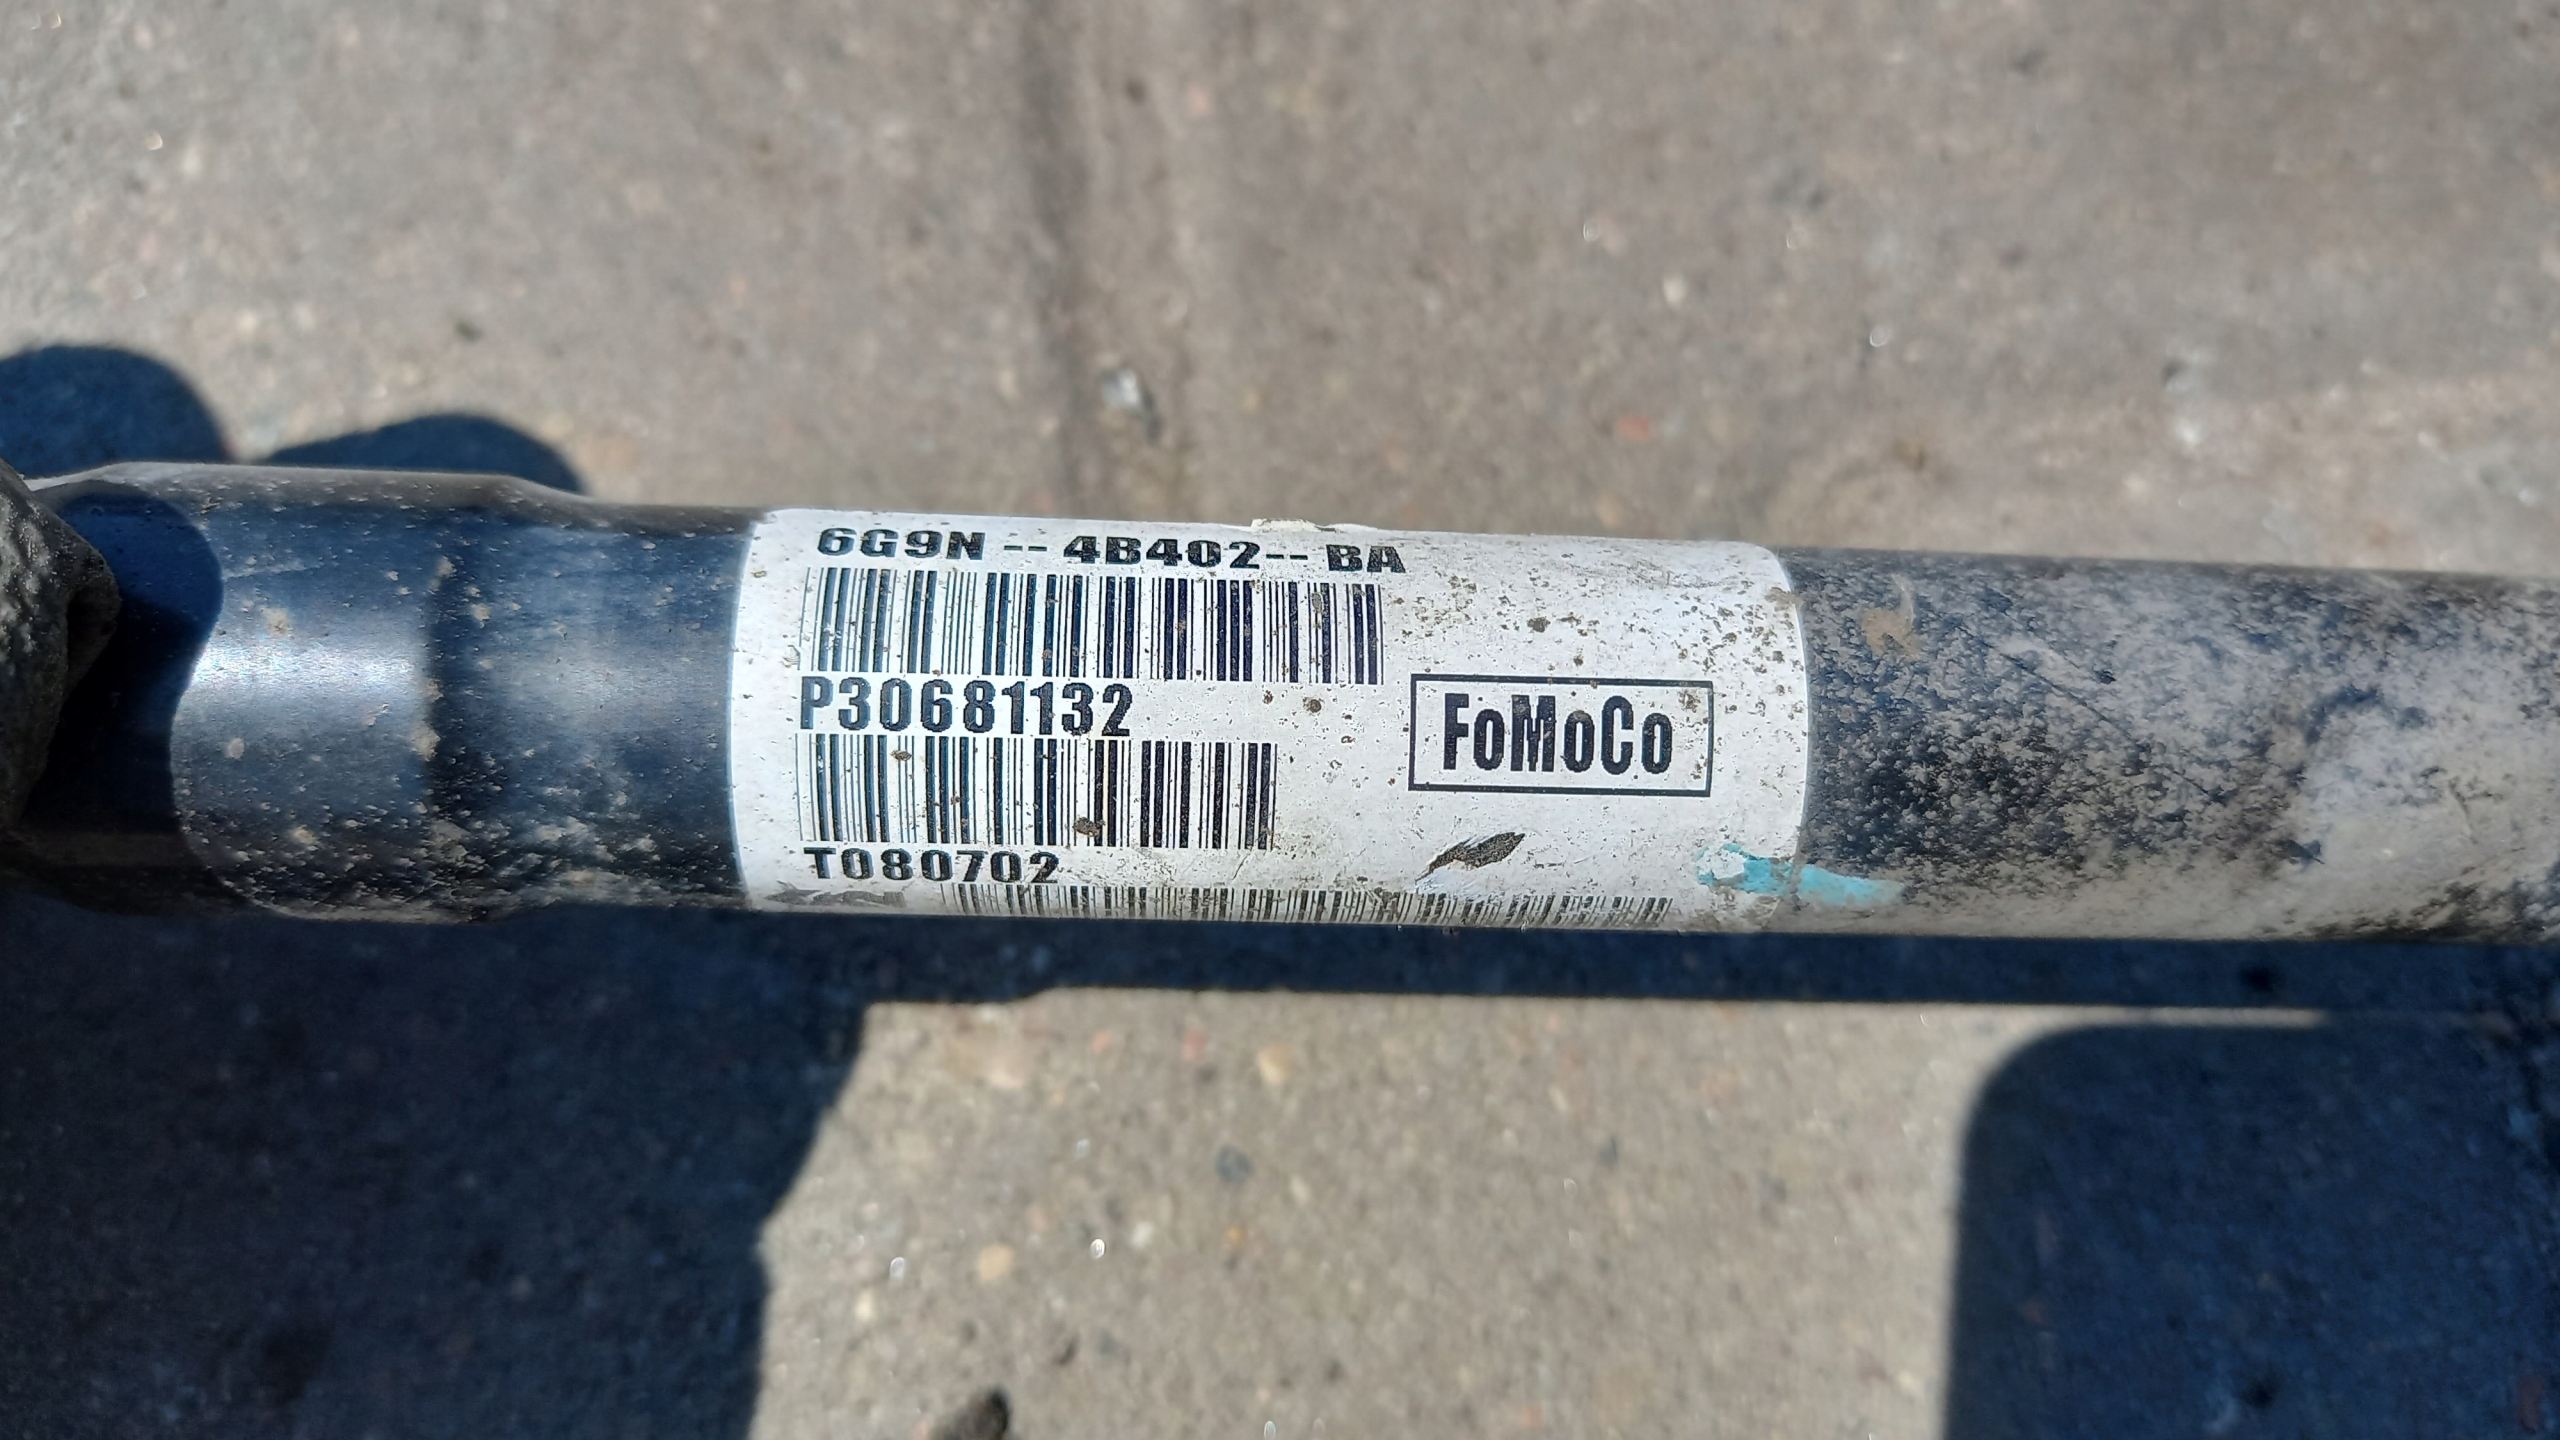 6G9N -- 4B402-- BA
P30681132
FoMoCo
T080702